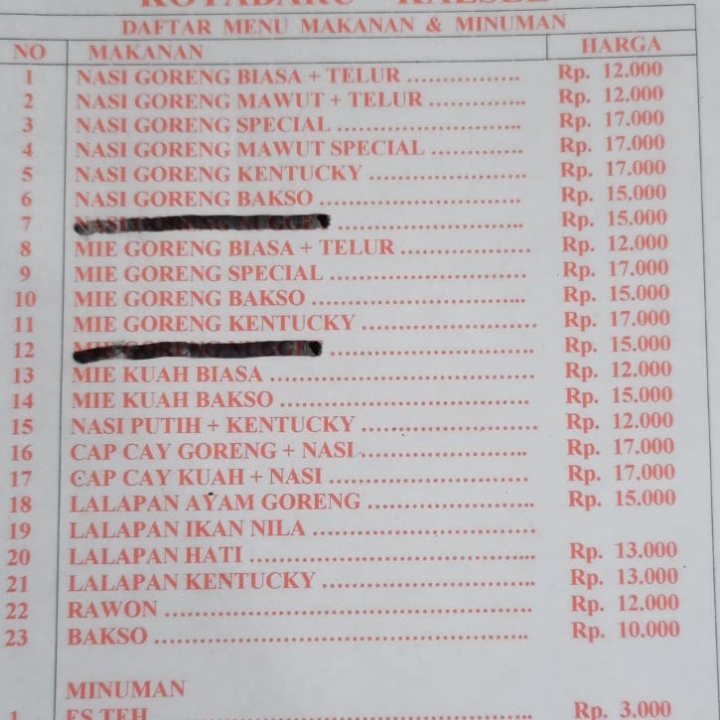 KOTABARU - KALSEL
DAFTAR MENU MAKANAN & MINUMAN
NO MAKANAN HARGA
1 NASI GORENG BIASA + TELUR ................ Rp. 12.000
2 NASI GORENG MAWUT + TELUR .............. Rp. 12.000
3 NASI GORENG SPECIAL .......................... Rp. 17.000
4 NASI GORENG MAWUT SPECIAL ............. Rp. 17.000
5 NASI GORENG KENTUCKY ...................... Rp. 17.000
6 NASI GORENG BAKSO ............................. Rp. 15.000
7 NASI GORENG .......................... Rp. 15.000
8 MIE GORENG BIASA + TELUR .................. Rp. 12.000
9 MIE GORENG SPECIAL ............................ Rp. 17.000
10 MIE GORENG BAKSO .............................. Rp. 15.000
11 MIE GORENG KENTUCKY ........................ Rp. 17.000
12 ............................. Rp. 15.000
13 MIE KUAH BIASA ..................................... Rp. 12.000
14 MIE KUAH BAKSO ................................... Rp. 15.000
15 NASI PUTIH + KENTUCKY ........................ Rp. 12.000
16 CAP CAY GORENG + NASI ....................... Rp. 17.000
17 CAP CAY KUAH + NASI ............................ Rp. 17.000
18 LALAPAN AYAM GORENG ....................... Rp. 15.000
19 LALAPAN IKAN NILA ...............................
20 LALAPAN HATI ....................................... Rp. 13.000
21 LALAPAN KENTUCKY ............................. Rp. 13.000
22 RAWON .................................................. Rp. 12.000
23 BAKSO .................................................... Rp. 10.000
MINUMAN
1 ES TEH .................................................... Rp. 3.000